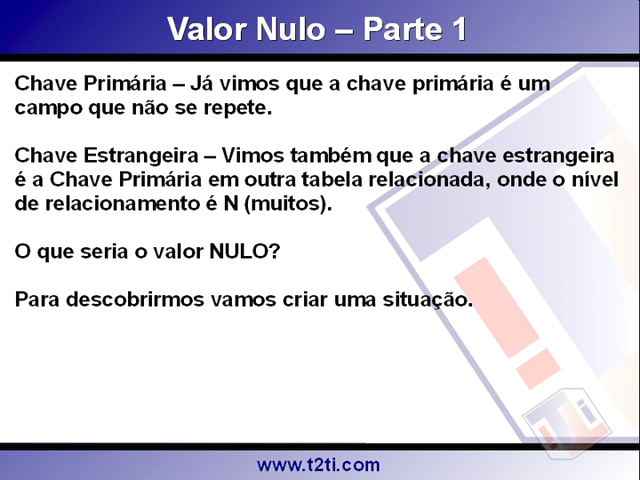 Valor Nulo – Parte 1
Chave Primária – Já vimos que a chave primária é um
campo que não se repete.
Chave Estrangeira – Vimos também que a chave estrangeira
é a Chave Primária em outra tabela relacionada, onde o nível
de relacionamento é N (muitos).
O que seria o valor NULO?
Para descobrirmos vamos criar uma situação.
www.t2ti.com